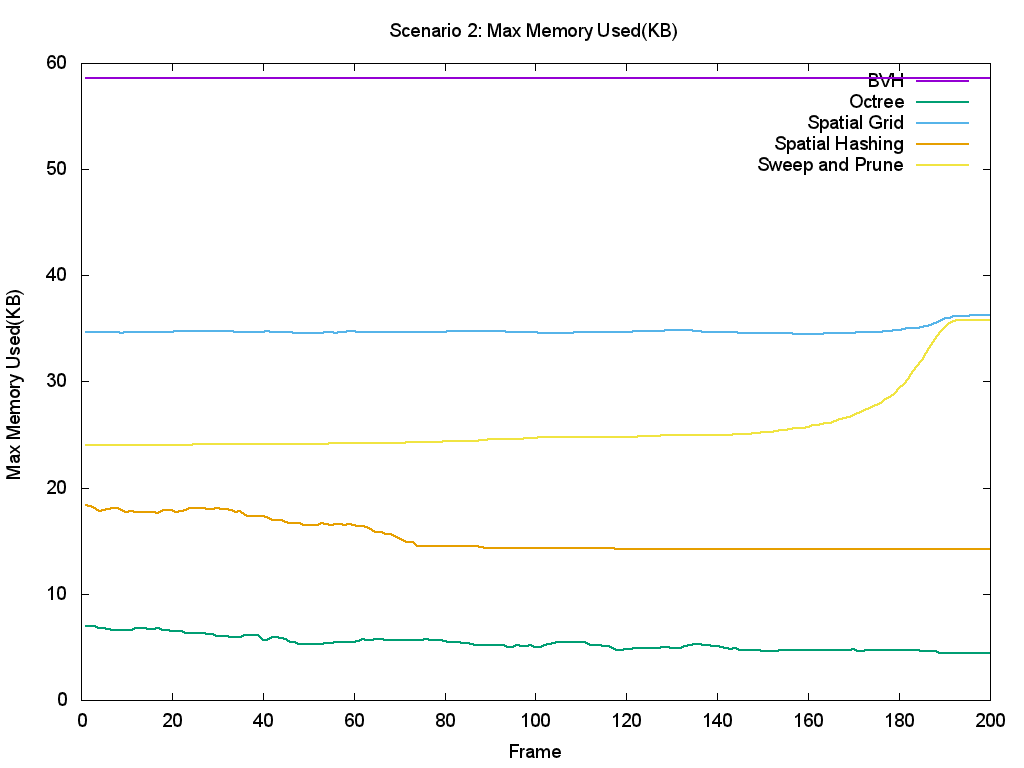 Scenario 2: Max Memory Used(KB)
BVH
Octree
Spatial Grid
Spatial Hashing
Sweep and Prune
Max Memory Used(KB)
60
50
40
30
20
10
0
0 20 40 60 80 100 120 140 160 180 200
Frame